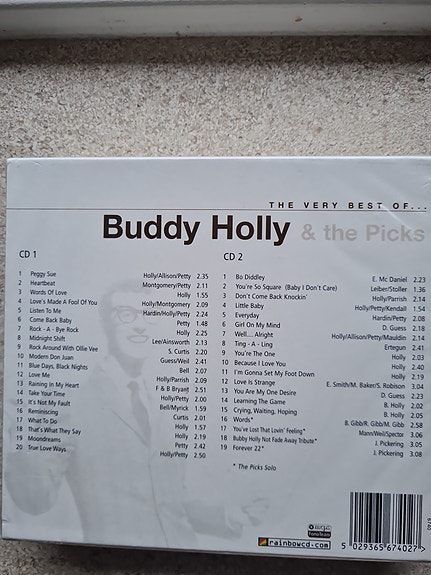 THE VERY BEST OF...
Buddy Holly & the Picks
CD 1
1 Peggy Sue Holly/Allison/Petty 2.35
2 Heartbeat Montgomery/Petty 2.11
3 Words Of Love Holly 1.55
4 Love's Made A Fool Of You Holly/Montgomery 2.09
5 Listen To Me Hardin/Holly/Petty 2.24
6 Come Back Baby Petty 1.48
7 Rock - A - Bye Rock Holly 2.25
8 Midnight Shift Lee/Ainsworth 2.13
9 Rock Around With Ollie Vee S. Curtis 2.20
10 Modern Don Juan Guess/Weil 2.41
11 Blue Days, Black Nights Bell 2.07
12 Love Me Holly/Parrish 2.09
13 Raining In My Heart F & B Bryant 2.51
14 Take Your Time Holly/Petty 2.00
15 It's Not My Fault Bell/Myrick 1.59
16 Reminiscing Curtis 2.01
17 What To Do Holly 1.57
18 That's What They Say Holly 2.19
19 Moondreams Petty 2.42
20 True Love Ways Holly/Petty 2.50
CD 2
1 Bo Diddley E. Mc Daniel 2.23
2 You're So Square (Baby I Don't Care) Leiber/Stoller 1.36
3 Don't Come Back Knockin' Holly/Parrish 2.14
4 Little Baby Holly/Petty/Kendall 1.54
5 Everyday Hardin/Petty 2.08
6 Girl On My Mind D. Guess 2.18
7 Well.... Alright Holly/Allison/Petty/Mauldin 2.14
8 Ting - A - Ling Ertegun 2.41
9 You're The One Holly 2.03
10 Because I Love You Holly 2.40
11 I'm Gonna Set My Foot Down Holly 2.19
12 Love Is Strange E. Smith/M. Baker/S. Robison 3.04
13 You Are My One Desire D. Guess 2.23
14 Learning The Game B. Holly 2.02
15 Crying, Waiting, Hoping B. Holly 2.05
16 Words* B. Gibb/R. Gibb/M. Gibb 2.58
17 You've Lost That Lovin' Feeling* Mann/Weil/Spector 3.06
18 Buddy Holly Not Fade Away Tribute* J. Pickering 3.05
19 Forever 22* J. Pickering 3.08
* The Picks Solo
FonoTeam
rainbowcd-com
5 029365 674027 >
6740